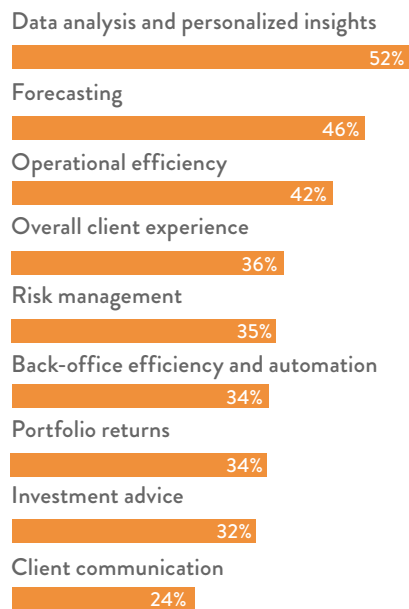 Data analysis and personalized insights
52%
Forecasting
46%
Operational efficiency
42%
Overall client experience
36%
Risk management
35%
Back-office efficiency and automation
34%
Portfolio returns
34%
Investment advice
32%
Client communication
24%